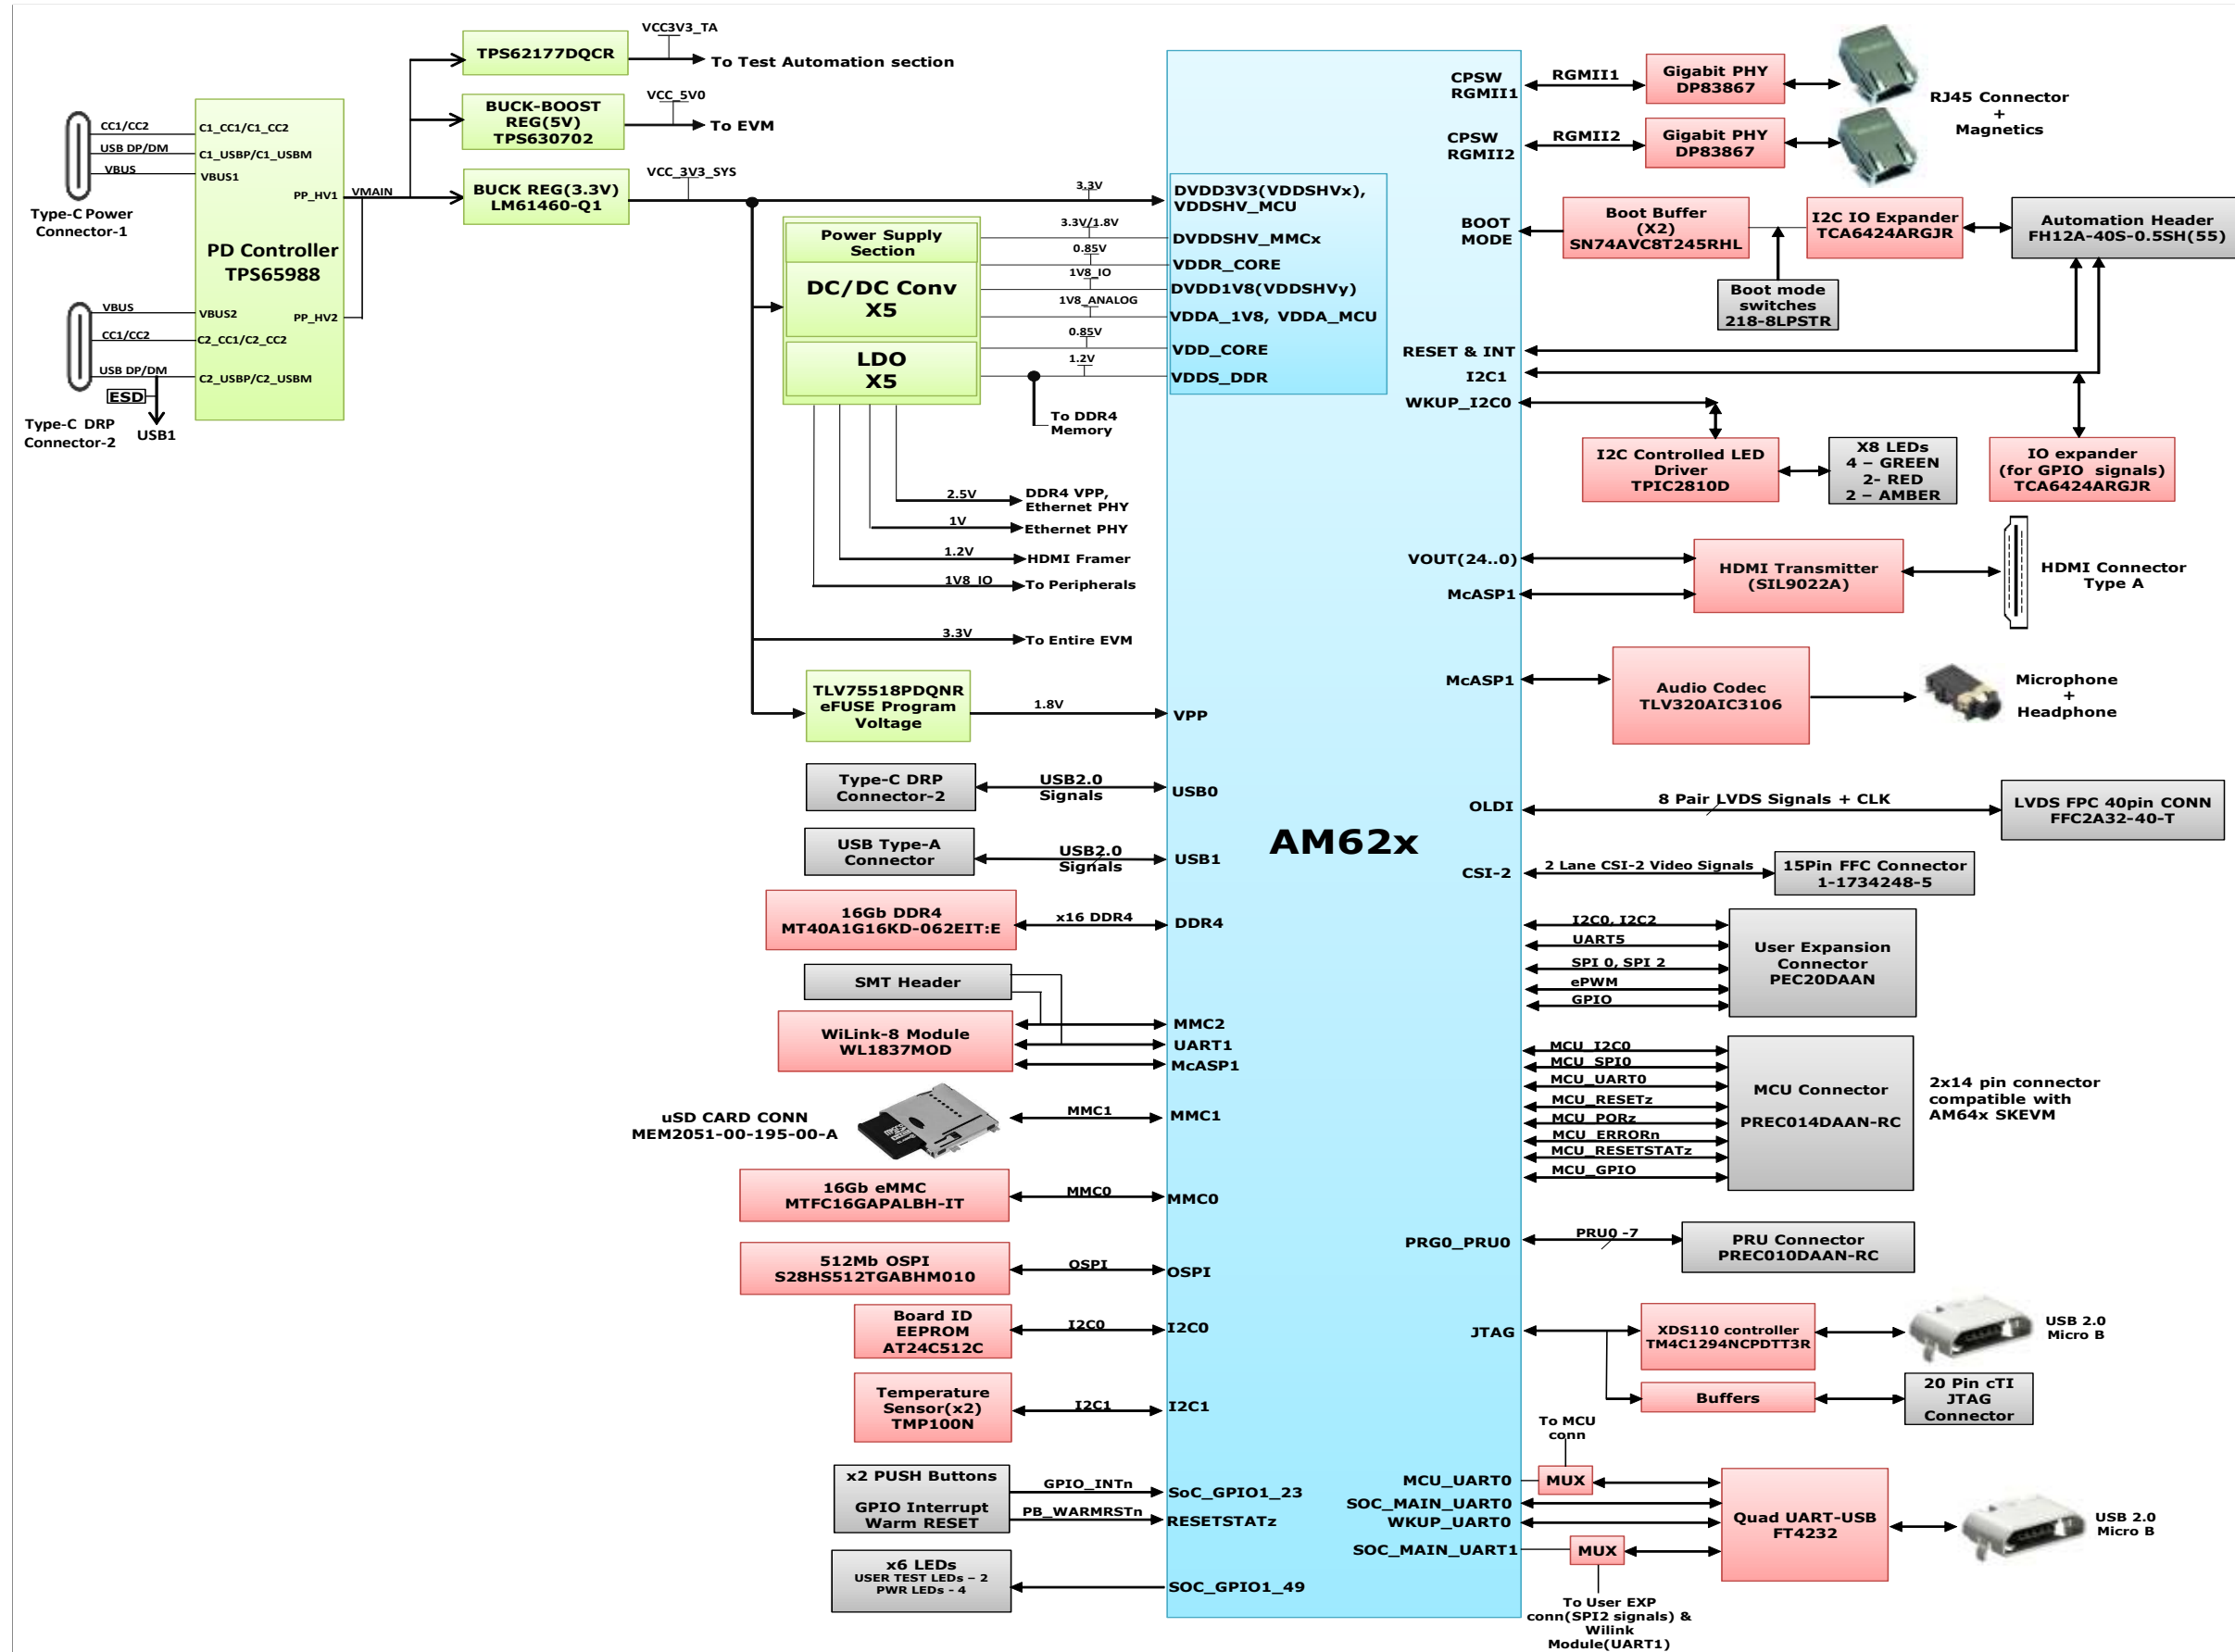 TPS62177DQCR
VCC3V3_TA
To Test Automation section
BUCK-BOOST
REG(5V)
TPS630702
VCC_5V0
To EVM
BUCK REG(3.3V)
LM61460-Q1
VCC_3V3_SYS
CC1/CC2
USB DP/DM
VBUS
Type-C Power
Connector-1
C1_CC1/C1_CC2
C1_USBP/C1_USBM
VBUS1
PP_HV1
VMAIN
PD Controller
TPS65988
PP_HV2
VBUS2
C2_CC1/C2_CC2
C2_USBP/C2_USBM
VBUS
CC1/CC2
USB DP/DM
ESD
USB1
Type-C DRP
Connector-2
Power Supply
Section
DC/DC Conv
X5
LDO
X5
3.3V
3.3V/1.8V
0.85V
1V8_IO
1V8_ANALOG
0.85V
1.2V
DVDD3V3(VDDSHVx),
VDDSHV_MCU
DVDDSHV_MMCx
VDDR_CORE
DVDD1V8(VDDSHVy)
VDDA_1V8, VDDA_MCU
VDD_CORE
VDDS_DDR
To DDR4
Memory
2.5V
DDR4 VPP,
Ethernet PHY
1V
Ethernet PHY
1.2V
HDMI Framer
1V8_IO
To Peripherals
3.3V
To Entire EVM
TLV75518PDQNR
eFUSE Program
Voltage
1.8V
VPP
Type-C DRP
Connector-2
USB2.0
Signals
USB0
USB Type-A
Connector
USB2.0
Signals
USB1
16Gb DDR4
MT40A1G16KD-062EIT:E
x16 DDR4
DDR4
SMT Header
WiLink-8 Module
WL1837MOD
MMC2
UART1
McASP1
uSD CARD CONN
MEM2051-00-195-00-A
MMC1
MMC1
16Gb eMMC
MTFC16GAPALBH-IT
MMC0
MMC0
512Mb OSPI
S28HS512TGABHM010
OSPI
OSPI
Board ID
EEPROM
AT24C512C
I2C0
I2C0
Temperature
Sensor(x2)
TMP100N
I2C1
I2C1
x2 PUSH Buttons
GPIO Interrupt
Warm RESET
GPIO_INTn
PB_WARMRSTn
SoC_GPIO1_23
RESETSTATz
x6 LEDs
USER TEST LEDs – 2
PWR LEDs - 4
SOC_GPIO1_49
AM62x
CPSW
RGMII1
RGMII1
Gigabit PHY
DP83867
CPSW
RGMII2
RGMII2
Gigabit PHY
DP83867
RJ45 Connector
+
Magnetics
BOOT
MODE
Boot Buffer
(X2)
SN74AVC8T245RHL
I2C IO Expander
TCA6424ARGJR
Automation Header
FH12A-40S-0.5SH(55)
Boot mode
switches
218-8LPSTR
RESET & INT
I2C1
WKUP_I2C0
I2C Controlled LED
Driver
TPIC2810D
X8 LEDs
4 – GREEN
2- RED
2 – AMBER
IO expander
(for GPIO signals)
TCA6424ARGJR
VOUT(24..0)
McASP1
HDMI Transmitter
(SIL9022A)
HDMI Connector
Type A
McASP1
Audio Codec
TLV320AIC3106
Microphone
+
Headphone
OLDI
8 Pair LVDS Signals + CLK
LVDS FPC 40pin CONN
FFC2A32-40-T
CSI-2
2 Lane CSI-2 Video Signals
15Pin FFC Connector
1-1734248-5
I2C0, I2C2
UART5
SPI 0, SPI 2
ePWM
GPIO
User Expansion
Connector
PEC20DAAN
MCU_I2C0
MCU_SPI0
MCU_UART0
MCU_RESETz
MCU_PORz
MCU_ERRORn
MCU_RESETSTATz
MCU_GPIO
MCU Connector
PREC014DAAN-RC
2x14 pin connector
compatible with
AM64x SKEVM
PRG0_PRU0
PRU0 -7
PRU Connector
PREC010DAAN-RC
JTAG
XDS110 controller
TM4C1294NCPDTT3R
USB 2.0
Micro B
Buffers
20 Pin cTI
JTAG
Connector
To MCU
conn
MCU_UART0
MUX
SOC_MAIN_UART0
WKUP_UART0
SOC_MAIN_UART1
MUX
Quad UART-USB
FT4232
USB 2.0
Micro B
To User EXP
conn(SPI2 signals) &
Wilink
Module(UART1)